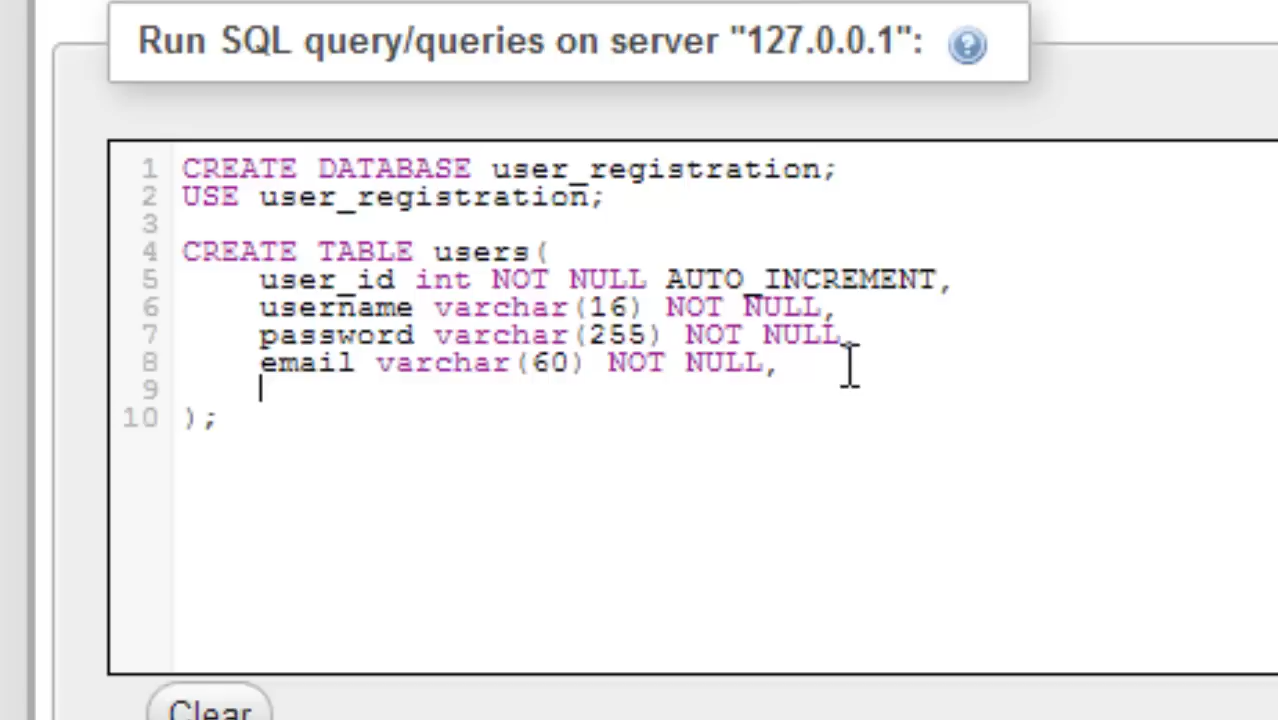 Run SQL query/queries on server "127.0.0.1":
1 CREATE DATABASE user_registration;
2 USE user_registration;
3
4 CREATE TABLE users(
5 user_id int NOT NULL AUTO_INCREMENT,
6 username varchar(16) NOT NULL,
7 password varchar(255) NOT NULL,
8 email varchar(60) NOT NULL,
9
10 );
Clear